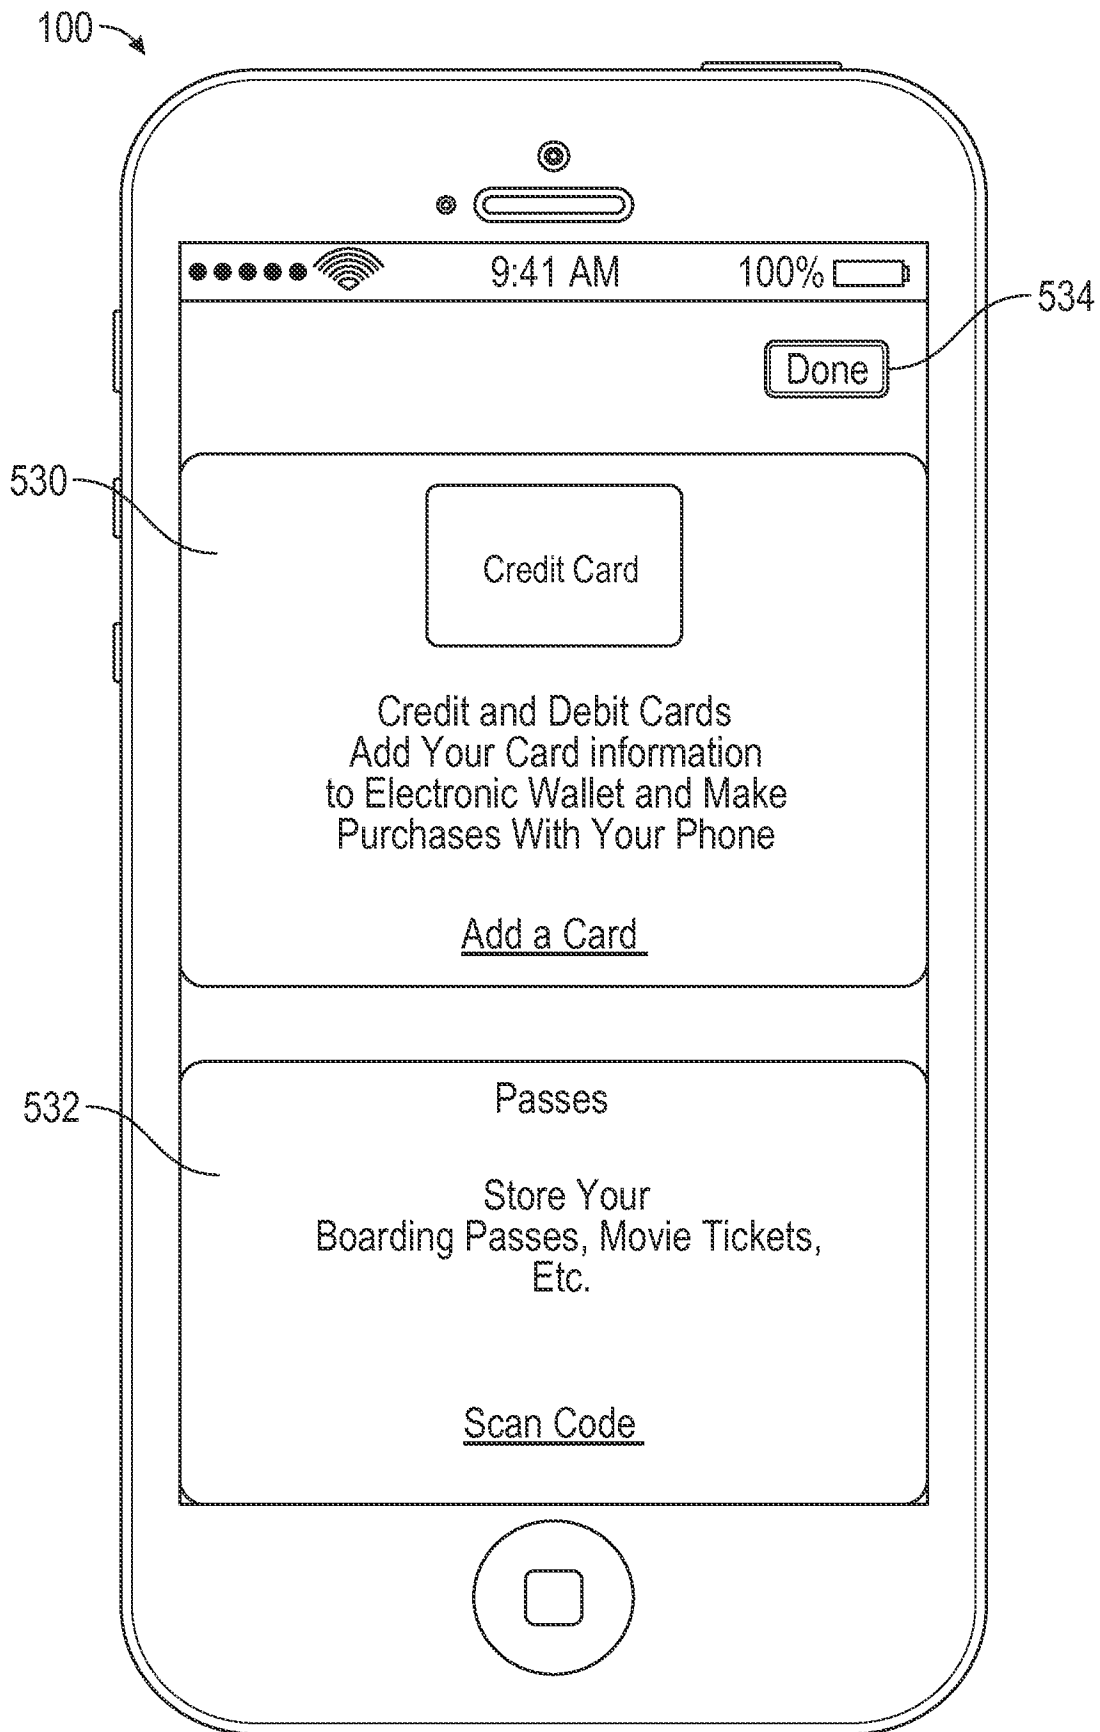 100
9:41 AM 100%
534
Done
530
Credit Card
Credit and Debit Cards
Add Your Card information
to Electronic Wallet and Make
Purchases With Your Phone
Add a Card
532
Passes
Store Your
Boarding Passes, Movie Tickets,
Etc.
Scan Code